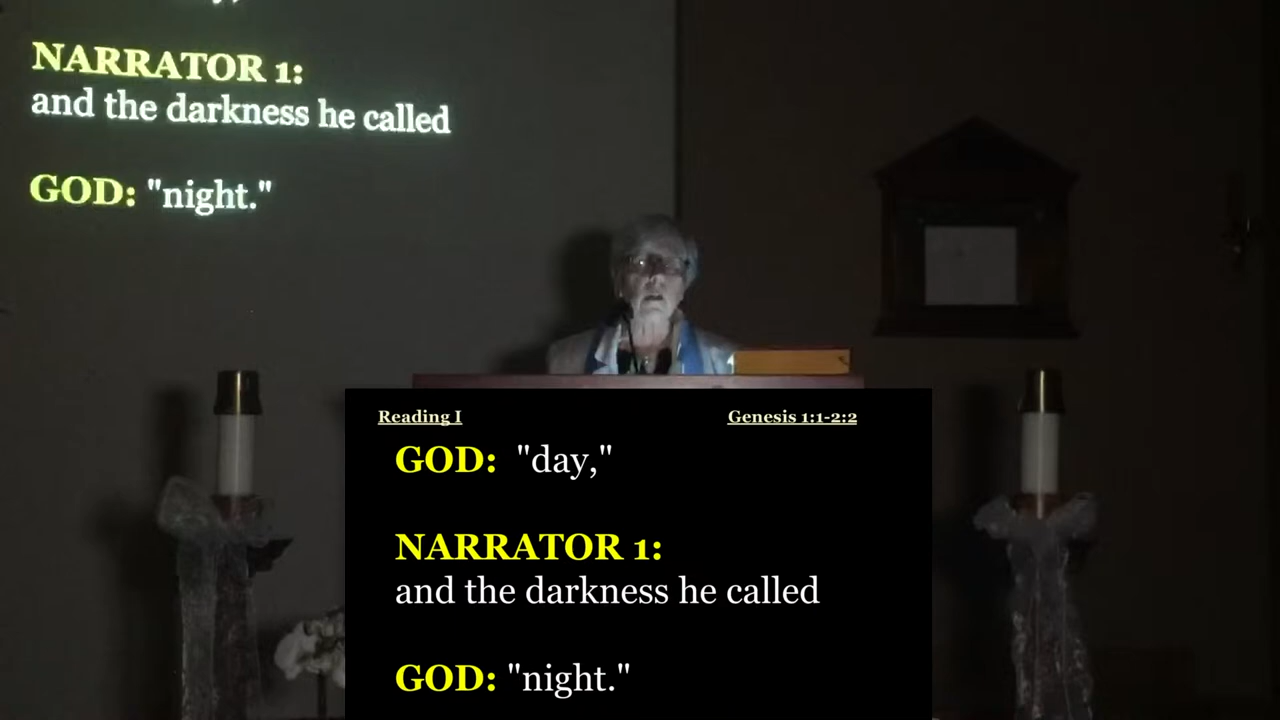 NARRATOR 1:
and the darkness he called
GOD: "night."
Reading I Genesis 1:1-2:2
GOD: "day,"
NARRATOR 1:
and the darkness he called
GOD: "night."